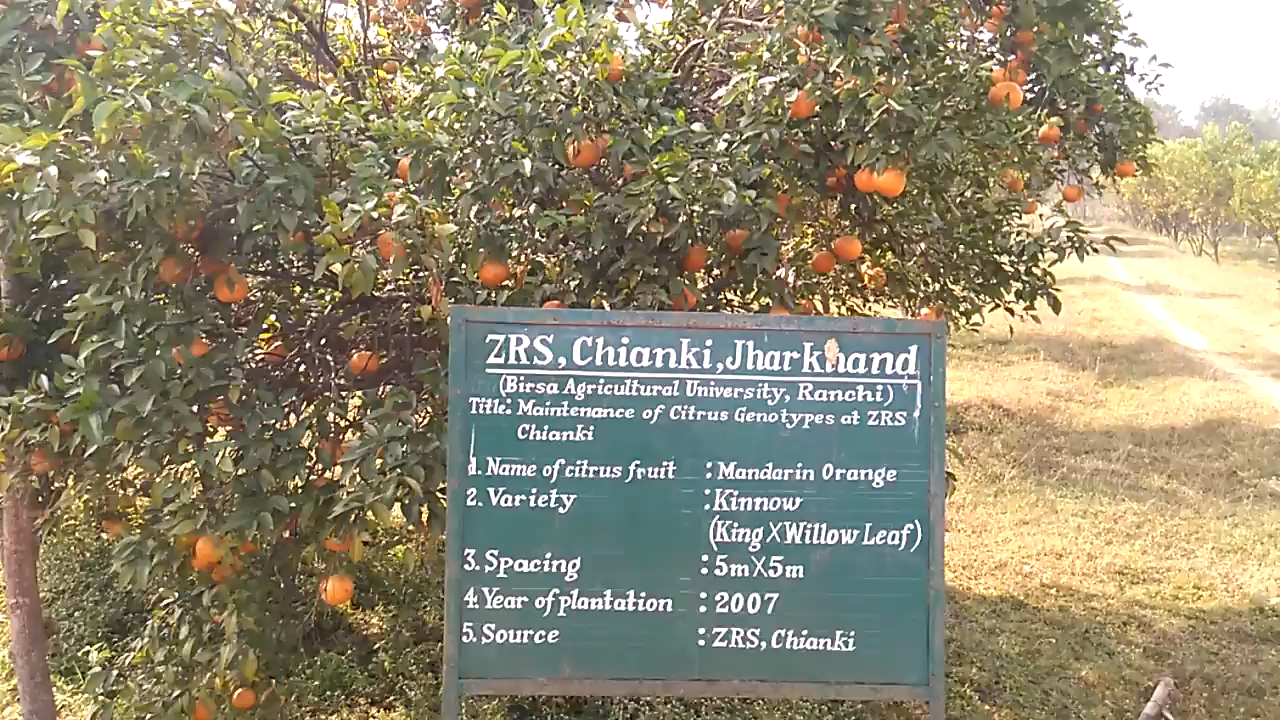 ZRS, Chianki, Jharkhand
(Birsa Agricultural University, Ranchi)
Title: Maintenance of Citrus Genotypes at ZRS
Chianki
1. Name of citrus fruit : Mandarin Orange
2. Variety : Kinnow
(King X Willow Leaf)
3. Spacing : 5m X 5m
4. Year of plantation : 2007
5. Source : ZRS, Chianki